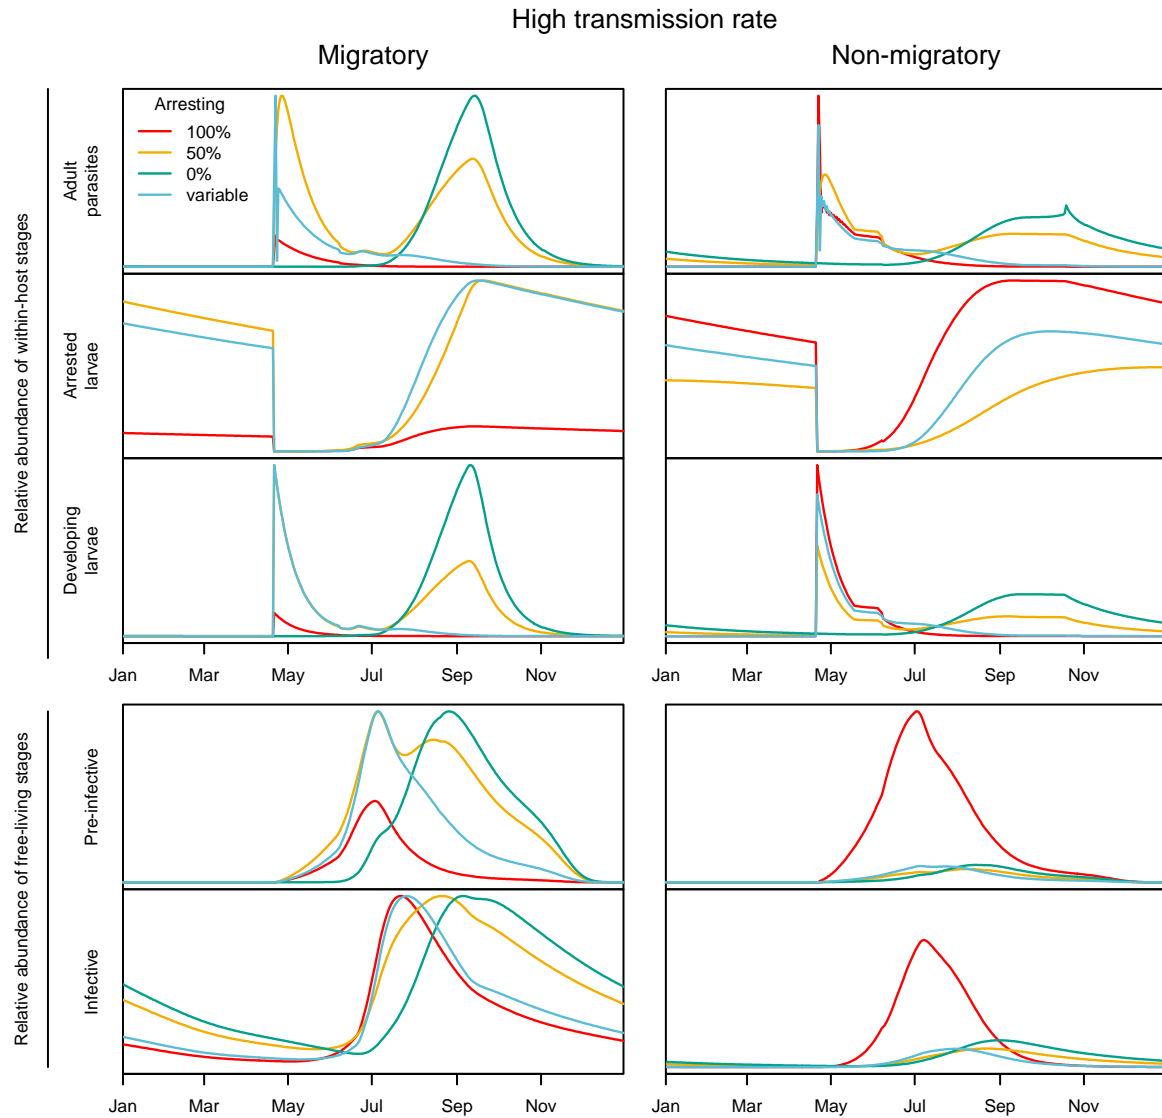 High transmission rate
Migratory
Non-migratory
Relative abundance of within-host stages
Adult
parasites
Arresting
100%
50%
0%
variable
Arrested
larvae
Developing
larvae
Jan Mar May Jul Sep Nov
Jan Mar May Jul Sep Nov
Relative abundance of free-living stages
Pre-infective
Infective
Jan Mar May Jul Sep Nov
Jan Mar May Jul Sep Nov